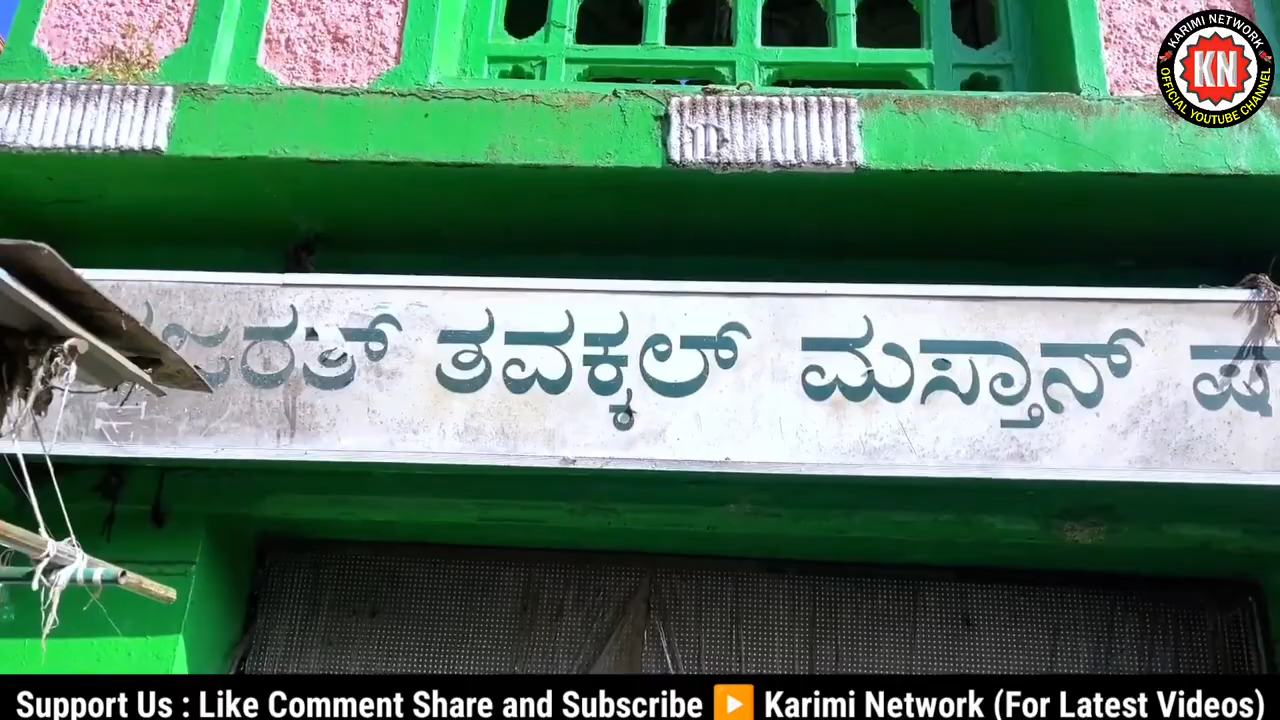 KARIMI NETWORK
KN
OFFICIAL YOUTUBE CHANNEL
ಹಜರತ್ ತವಕ್ಕಲ್ ಮಸ್ತಾನ್
Support Us : Like Comment Share and Subscribe ▶️ Karimi Network (For Latest Videos)